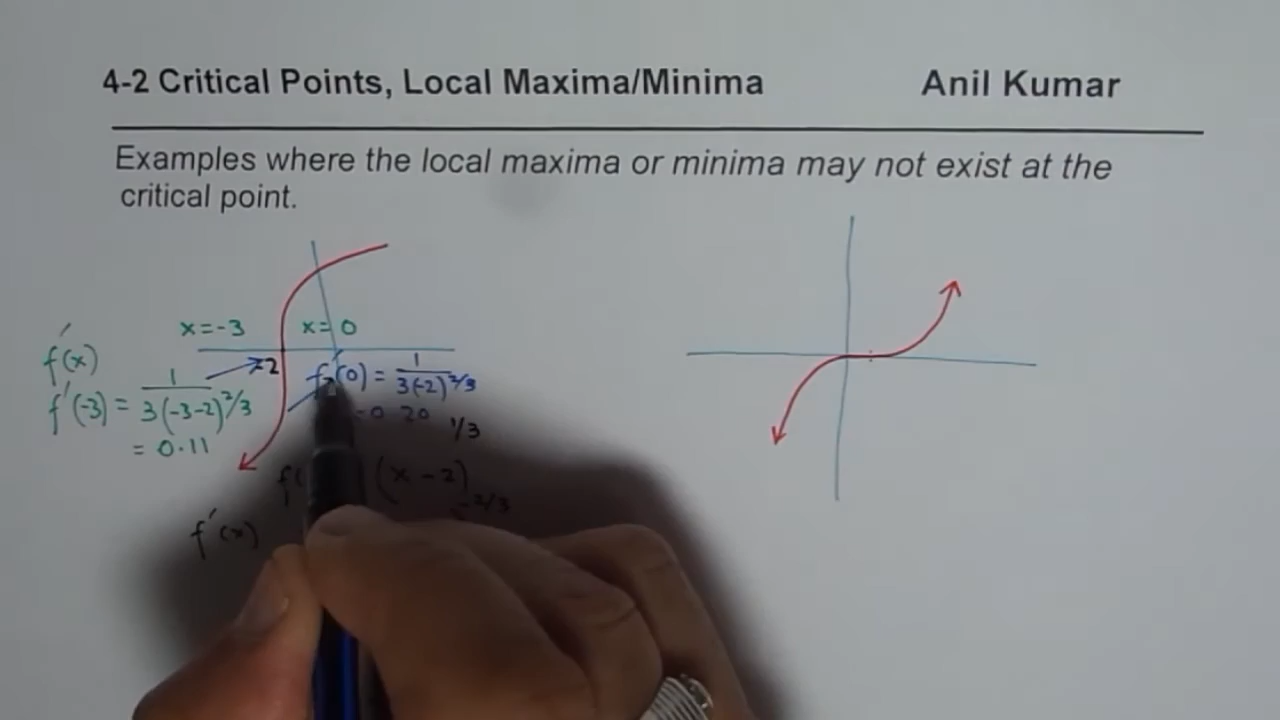 4-2 Critical Points, Local Maxima/Minima Anil Kumar
Examples where the local maxima or minima may not exist at the
critical point.
x=-3 x=0
f'(x)
-2
f'(-3) = 1/3(-3-2)^2/3
= 0.11
(0) = 1/3(-2)^2/3
0 20
1/3
(x-2)
-2/3
f'(x)